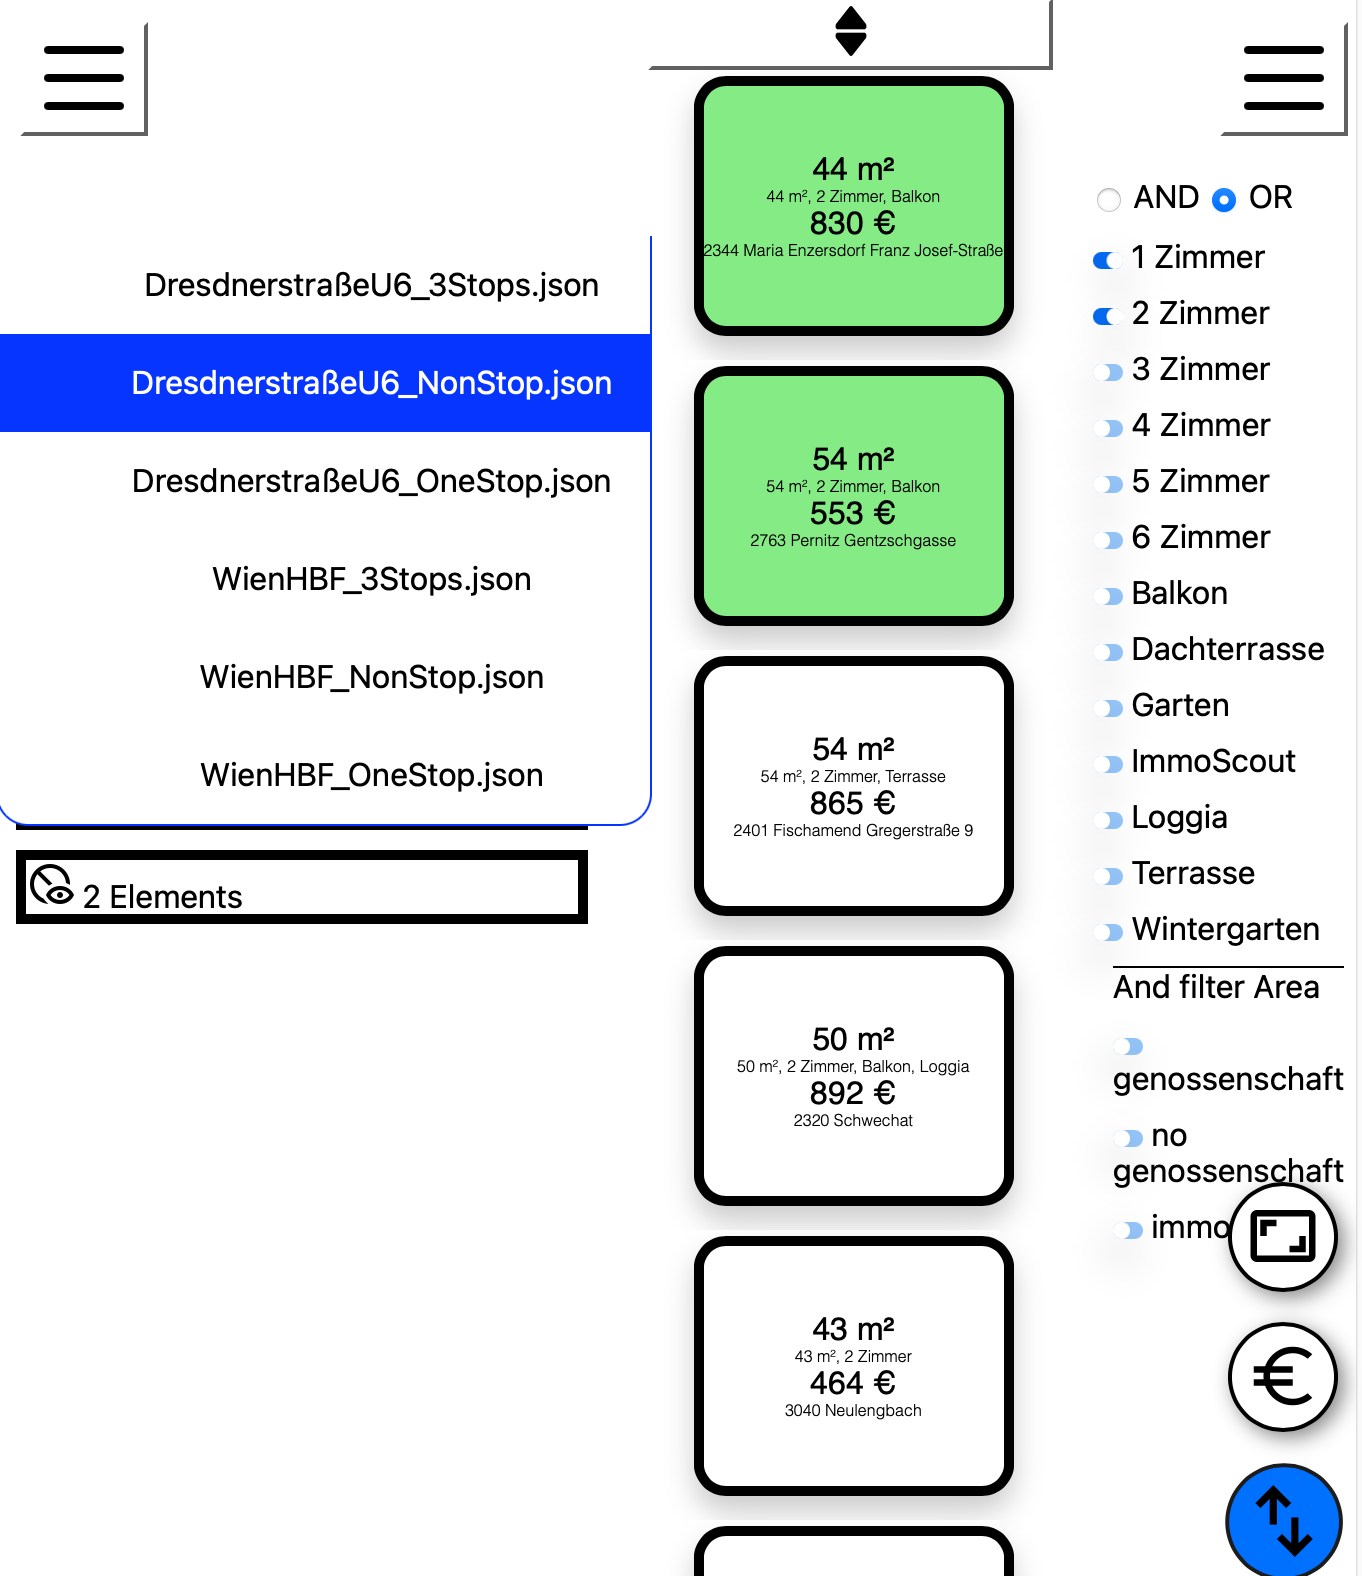 DresdnerstraßeU6_3Stops.json
DresdnerstraßeU6_NonStop.json
DresdnerstraßeU6_OneStop.json
WienHBF_3Stops.json
WienHBF_NonStop.json
WienHBF_OneStop.json
2 Elements
44 m²
44 m², 2 Zimmer, Balkon
830 €
2344 Maria Enzersdorf Franz Josef-Straße
54 m²
54 m², 2 Zimmer, Balkon
553 €
2763 Pernitz Gentzschgasse
54 m²
54 m², 2 Zimmer, Terrasse
865 €
2401 Fischamend Gregerstraße 9
50 m²
50 m², 2 Zimmer, Balkon, Loggia
892 €
2320 Schwechat
43 m²
43 m², 2 Zimmer
464 €
3040 Neulengbach
AND OR
1 Zimmer
2 Zimmer
3 Zimmer
4 Zimmer
5 Zimmer
6 Zimmer
Balkon
Dachterrasse
Garten
ImmoScout
Loggia
Terrasse
Wintergarten
And filter Area
genossenschaft
no
genossenschaft
immo
€